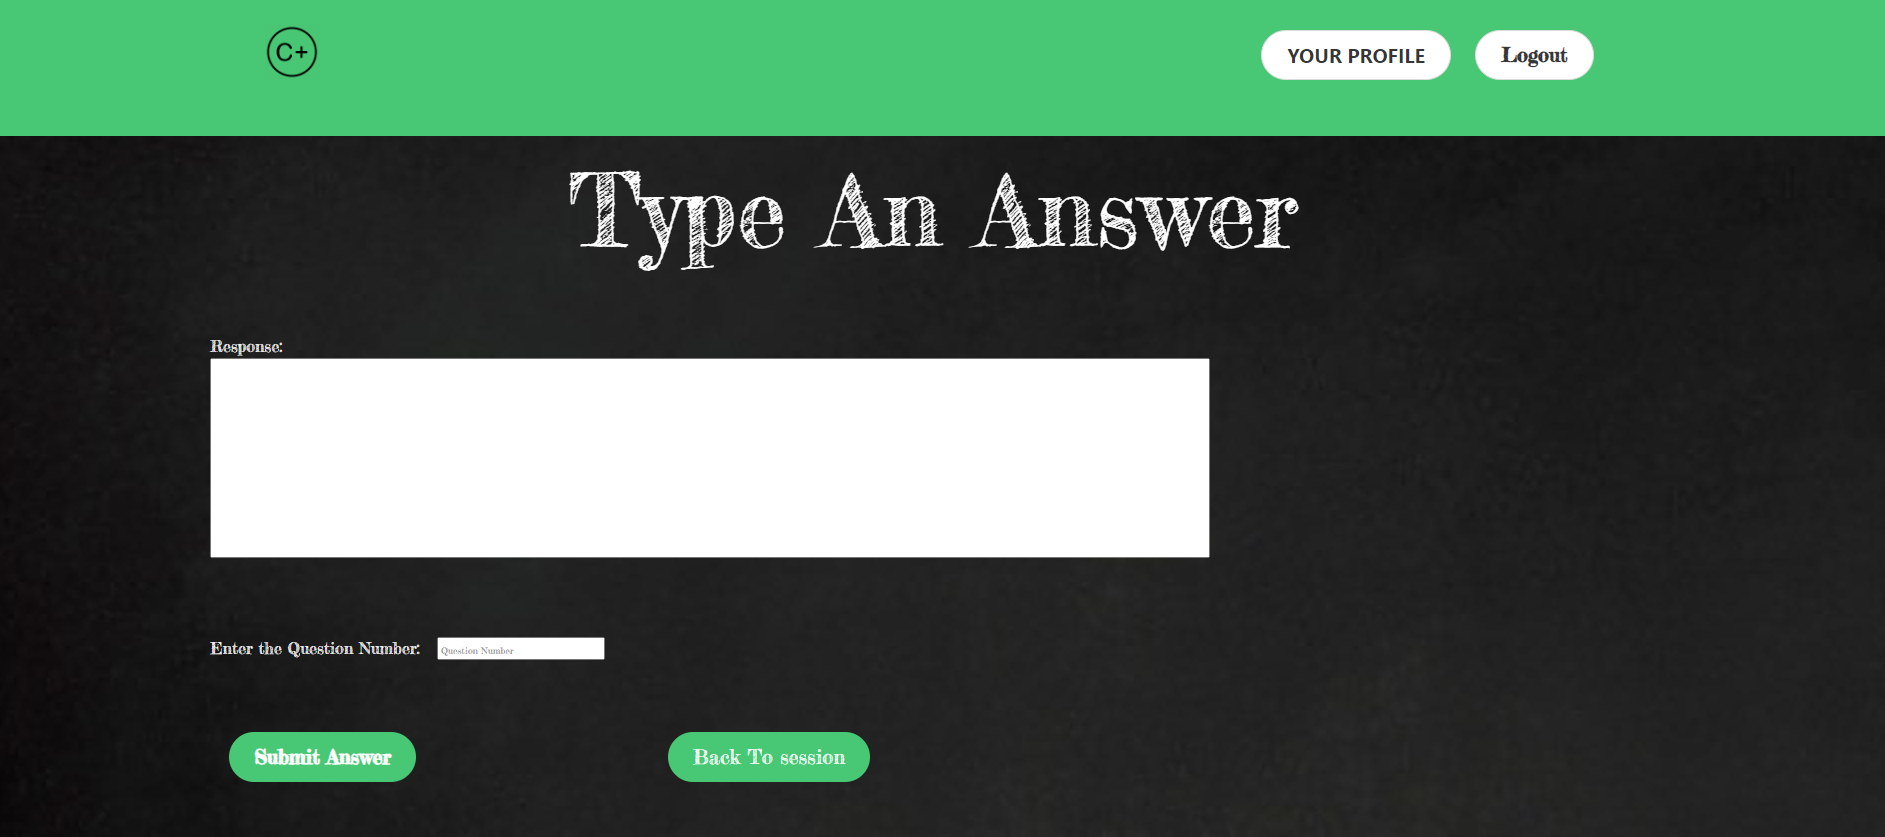 C+
YOUR PROFILE
Logout
Type An Answer
Response:
Enter the Question Number:
Question Number
Submit Answer
Back To session